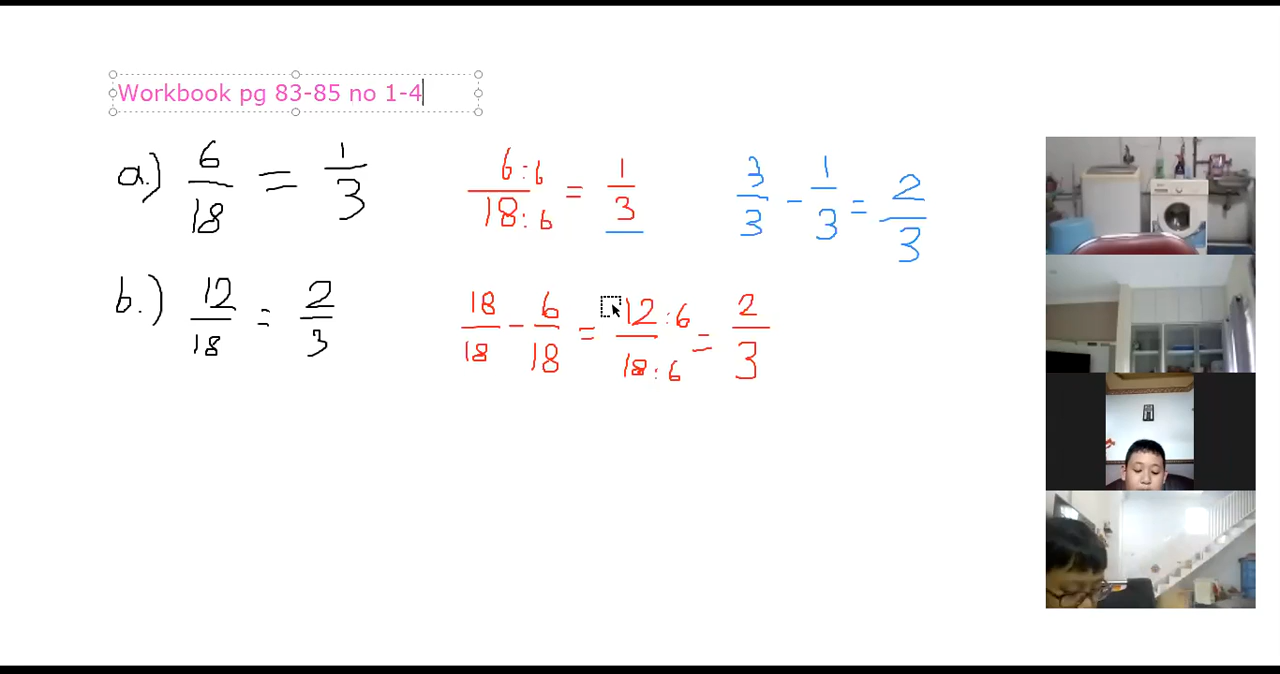 Workbook pg 83-85 no 1-4
a.) 6/18 = 1/3
6:6/18:6 = 1/3
3/3 - 1/3 = 2/3
b.) 12/18 = 2/3
18/18 - 6/18 = 12:6/18:6 = 2/3